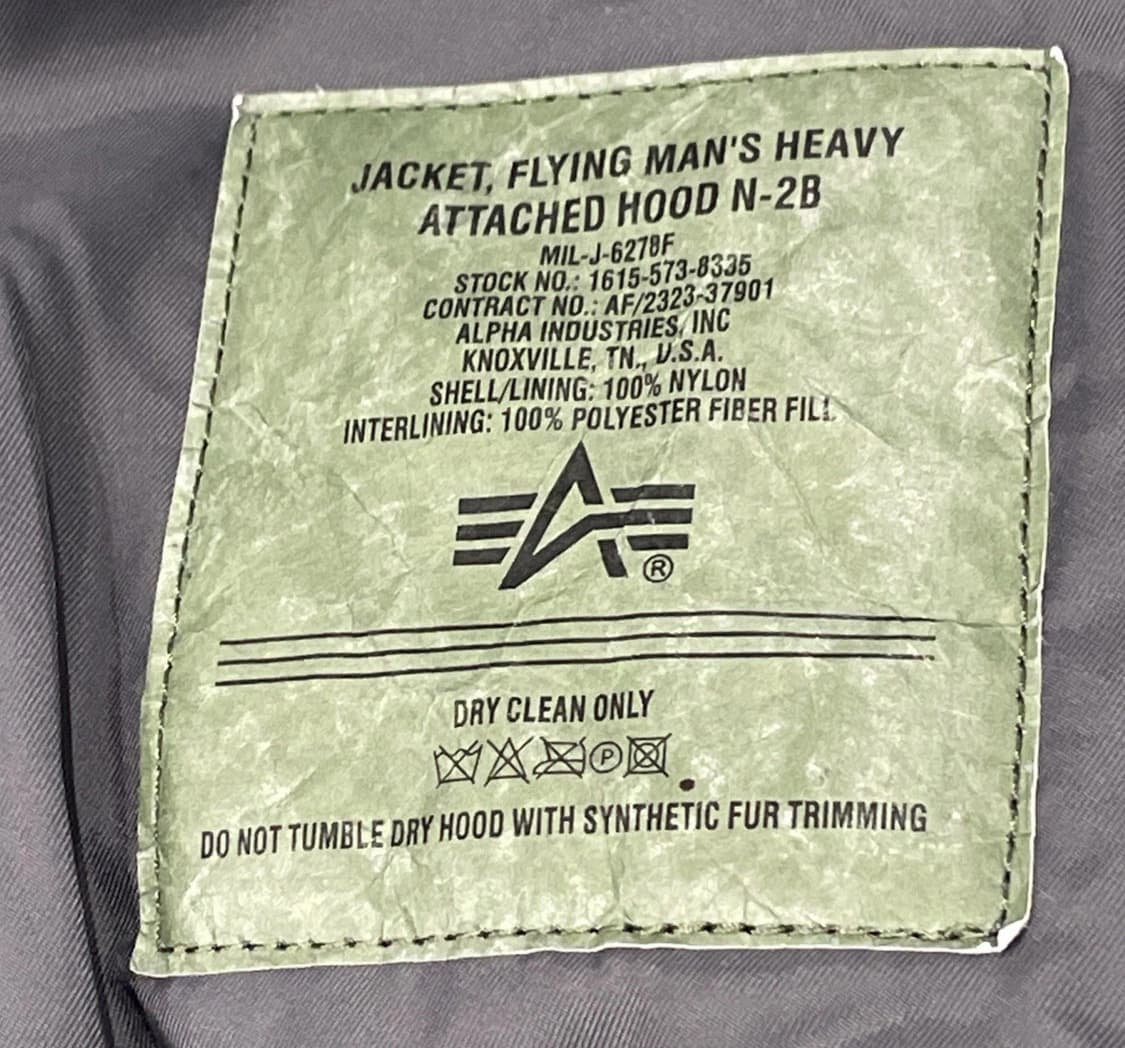 JACKET, FLYING MAN'S HEAVY
ATTACHED HOOD N-2B
MIL-J-6278F
STOCK NO.: 1615-573-8335
CONTRACT NO.: AF/2323-37901
ALPHA INDUSTRIES, INC
KNOXVILLE, TN., U.S.A.
SHELL/LINING: 100% NYLON
INTERLINING: 100% POLYESTER FIBER FILL
®
DRY CLEAN ONLY
P
DO NOT TUMBLE DRY HOOD WITH SYNTHETIC FUR TRIMMING